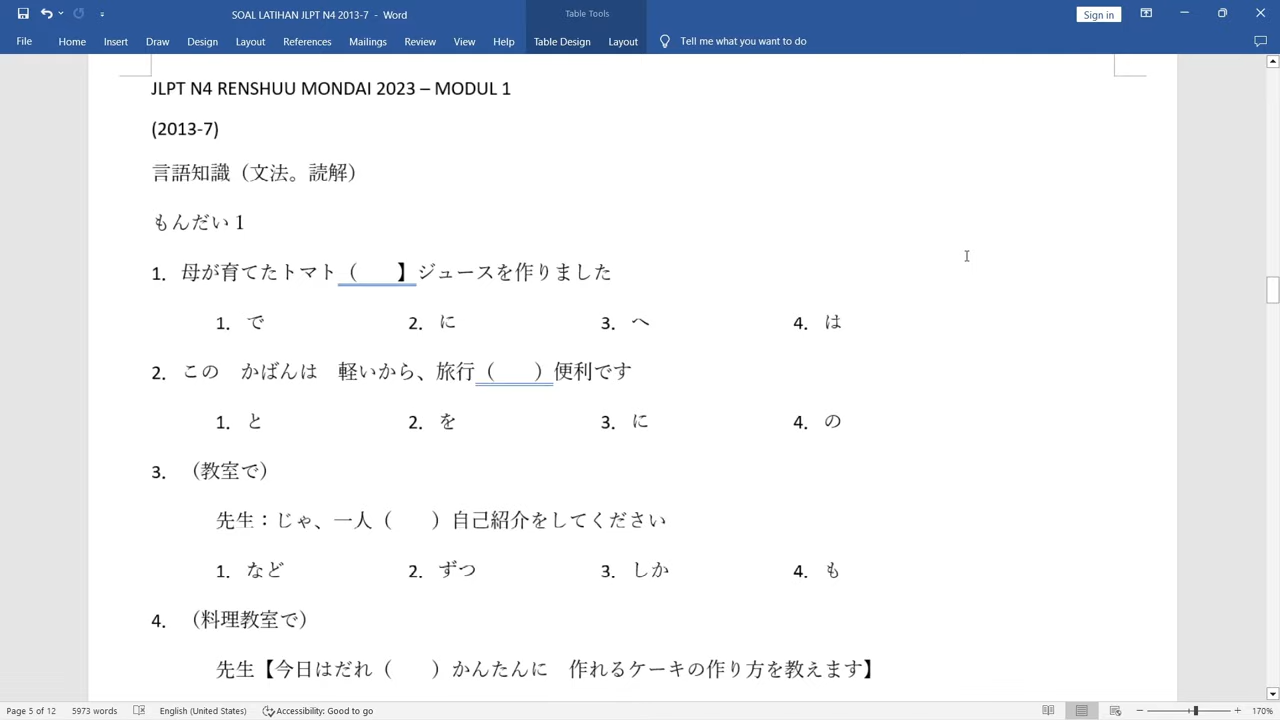 SOAL LATIHAN JLPT N4 2013-7 - Word
Table Tools
Sign in
File Home Insert Draw Design Layout References Mailings Review View Help Table Design Layout Tell me what you want to do
JLPT N4 RENSHUU MONDAI 2023 – MODUL 1
(2013-7)
言語知識（文法。読解）
もんだい 1
1. 母が育てたトマト（　　】ジュースを作りました
1. で 2. に 3. へ 4. は
2. この　かばんは　軽いから、旅行（　　）便利です
1. と 2. を 3. に 4. の
3. （教室で）
先生：じゃ、一人（　　）自己紹介をしてください
1. など 2. ずつ 3. しか 4. も
4. （料理教室で）
先生【今日はだれ（　　）かんたんに　作れるケーキの作り方を教えます】
Page 5 of 12 5973 words English (United States) Accessibility: Good to go 170%